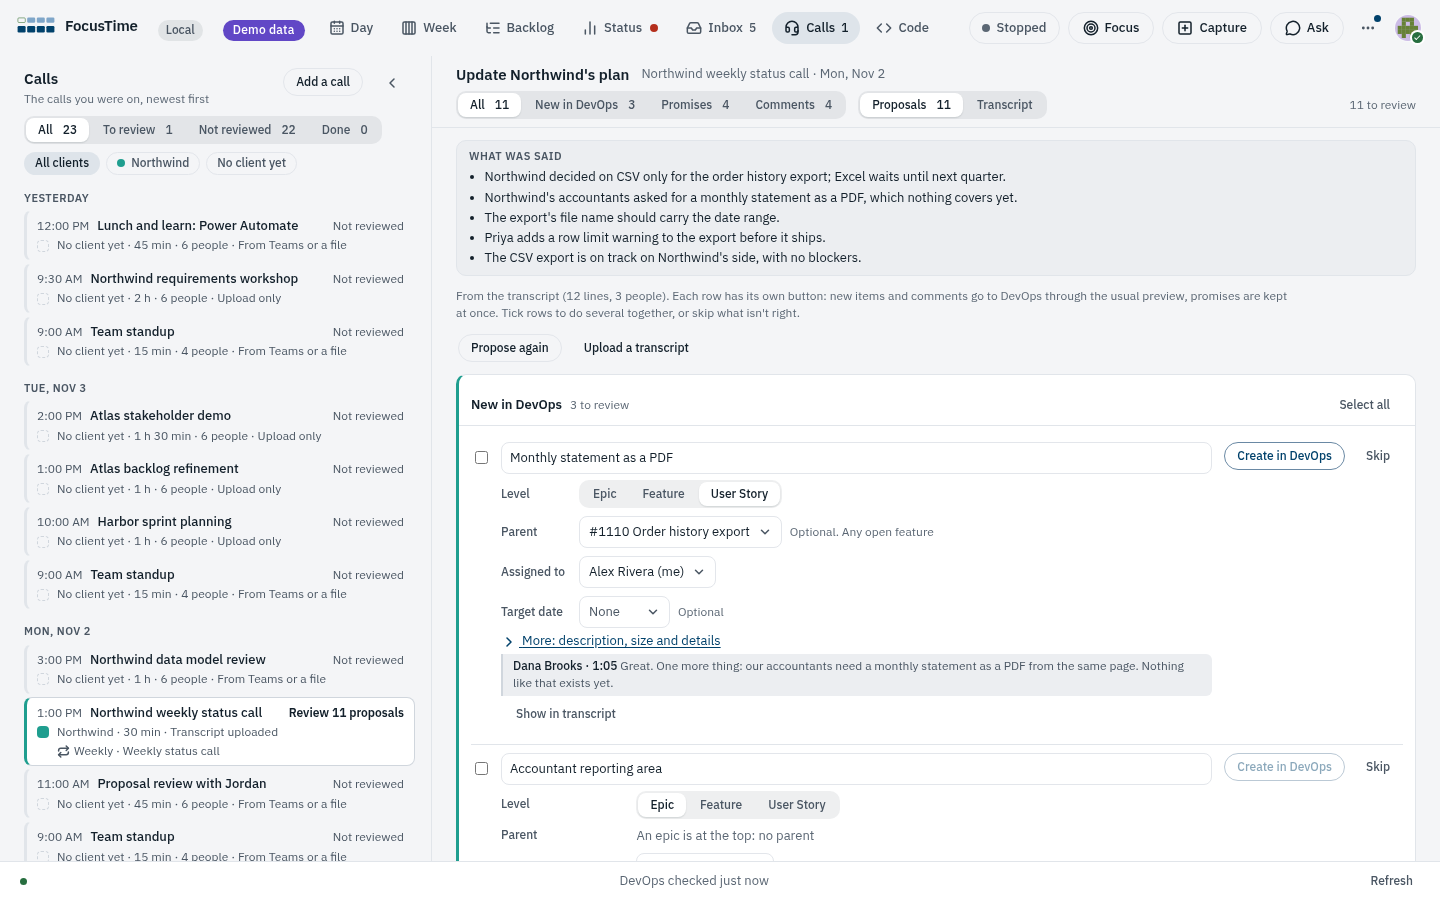 FocusTime
Local
Demo data
Day
Week
Backlog
Status
Inbox 5
Calls 1
Code
Stopped
Focus
Capture
Ask
Calls
The calls you were on, newest first
Add a call
All 23
To review 1
Not reviewed 22
Done 0
All clients
Northwind
No client yet
YESTERDAY
12:00 PM Lunch and learn: Power Automate Not reviewed
No client yet · 45 min · 6 people · From Teams or a file
9:30 AM Northwind requirements workshop Not reviewed
No client yet · 2 h · 6 people · Upload only
9:00 AM Team standup Not reviewed
No client yet · 15 min · 4 people · From Teams or a file
TUE, NOV 3
2:00 PM Atlas stakeholder demo Not reviewed
No client yet · 1 h 30 min · 6 people · Upload only
1:00 PM Atlas backlog refinement Not reviewed
No client yet · 1 h · 6 people · Upload only
10:00 AM Harbor sprint planning Not reviewed
No client yet · 1 h · 6 people · Upload only
9:00 AM Team standup Not reviewed
No client yet · 15 min · 4 people · From Teams or a file
MON, NOV 2
3:00 PM Northwind data model review Not reviewed
No client yet · 1 h · 6 people · From Teams or a file
1:00 PM Northwind weekly status call Review 11 proposals
Northwind · 30 min · Transcript uploaded
Weekly · Weekly status call
11:00 AM Proposal review with Jordan Not reviewed
No client yet · 45 min · 6 people · From Teams or a file
9:00 AM Team standup Not reviewed
No client yet · 15 min · 4 people · From Teams or a file
Update Northwind's plan Northwind weekly status call · Mon, Nov 2
All 11
New in DevOps 3
Promises 4
Comments 4
Proposals 11
Transcript
11 to review
WHAT WAS SAID
• Northwind decided on CSV only for the order history export; Excel waits until next quarter.
• Northwind's accountants asked for a monthly statement as a PDF, which nothing covers yet.
• The export's file name should carry the date range.
• Priya adds a row limit warning to the export before it ships.
• The CSV export is on track on Northwind's side, with no blockers.
From the transcript (12 lines, 3 people). Each row has its own button: new items and comments go to DevOps through the usual preview, promises are kept
at once. Tick rows to do several together, or skip what isn't right.
Propose again
Upload a transcript
New in DevOps 3 to review
Select all
Monthly statement as a PDF
Create in DevOps
Skip
Level
Epic
Feature
User Story
Parent
#1110 Order history export
Optional. Any open feature
Assigned to
Alex Rivera (me)
Target date
None
Optional
More: description, size and details
Dana Brooks · 1:05 Great. One more thing: our accountants need a monthly statement as a PDF from the same page. Nothing
like that exists yet.
Show in transcript
Accountant reporting area
Create in DevOps
Skip
Level
Epic
Feature
User Story
Parent
An epic is at the top: no parent
DevOps checked just now
Refresh